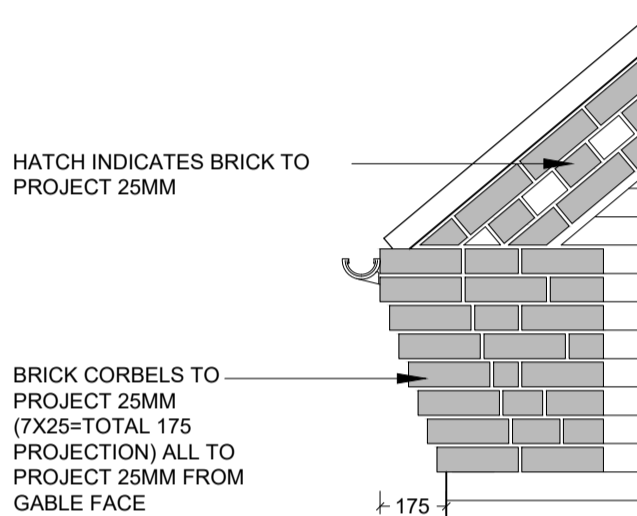 HATCH INDICATES BRICK TO
PROJECT 25MM
BRICK CORBELS TO
PROJECT 25MM
(7X25=TOTAL 175
PROJECTION) ALL TO
PROJECT 25MM FROM
GABLE FACE
175